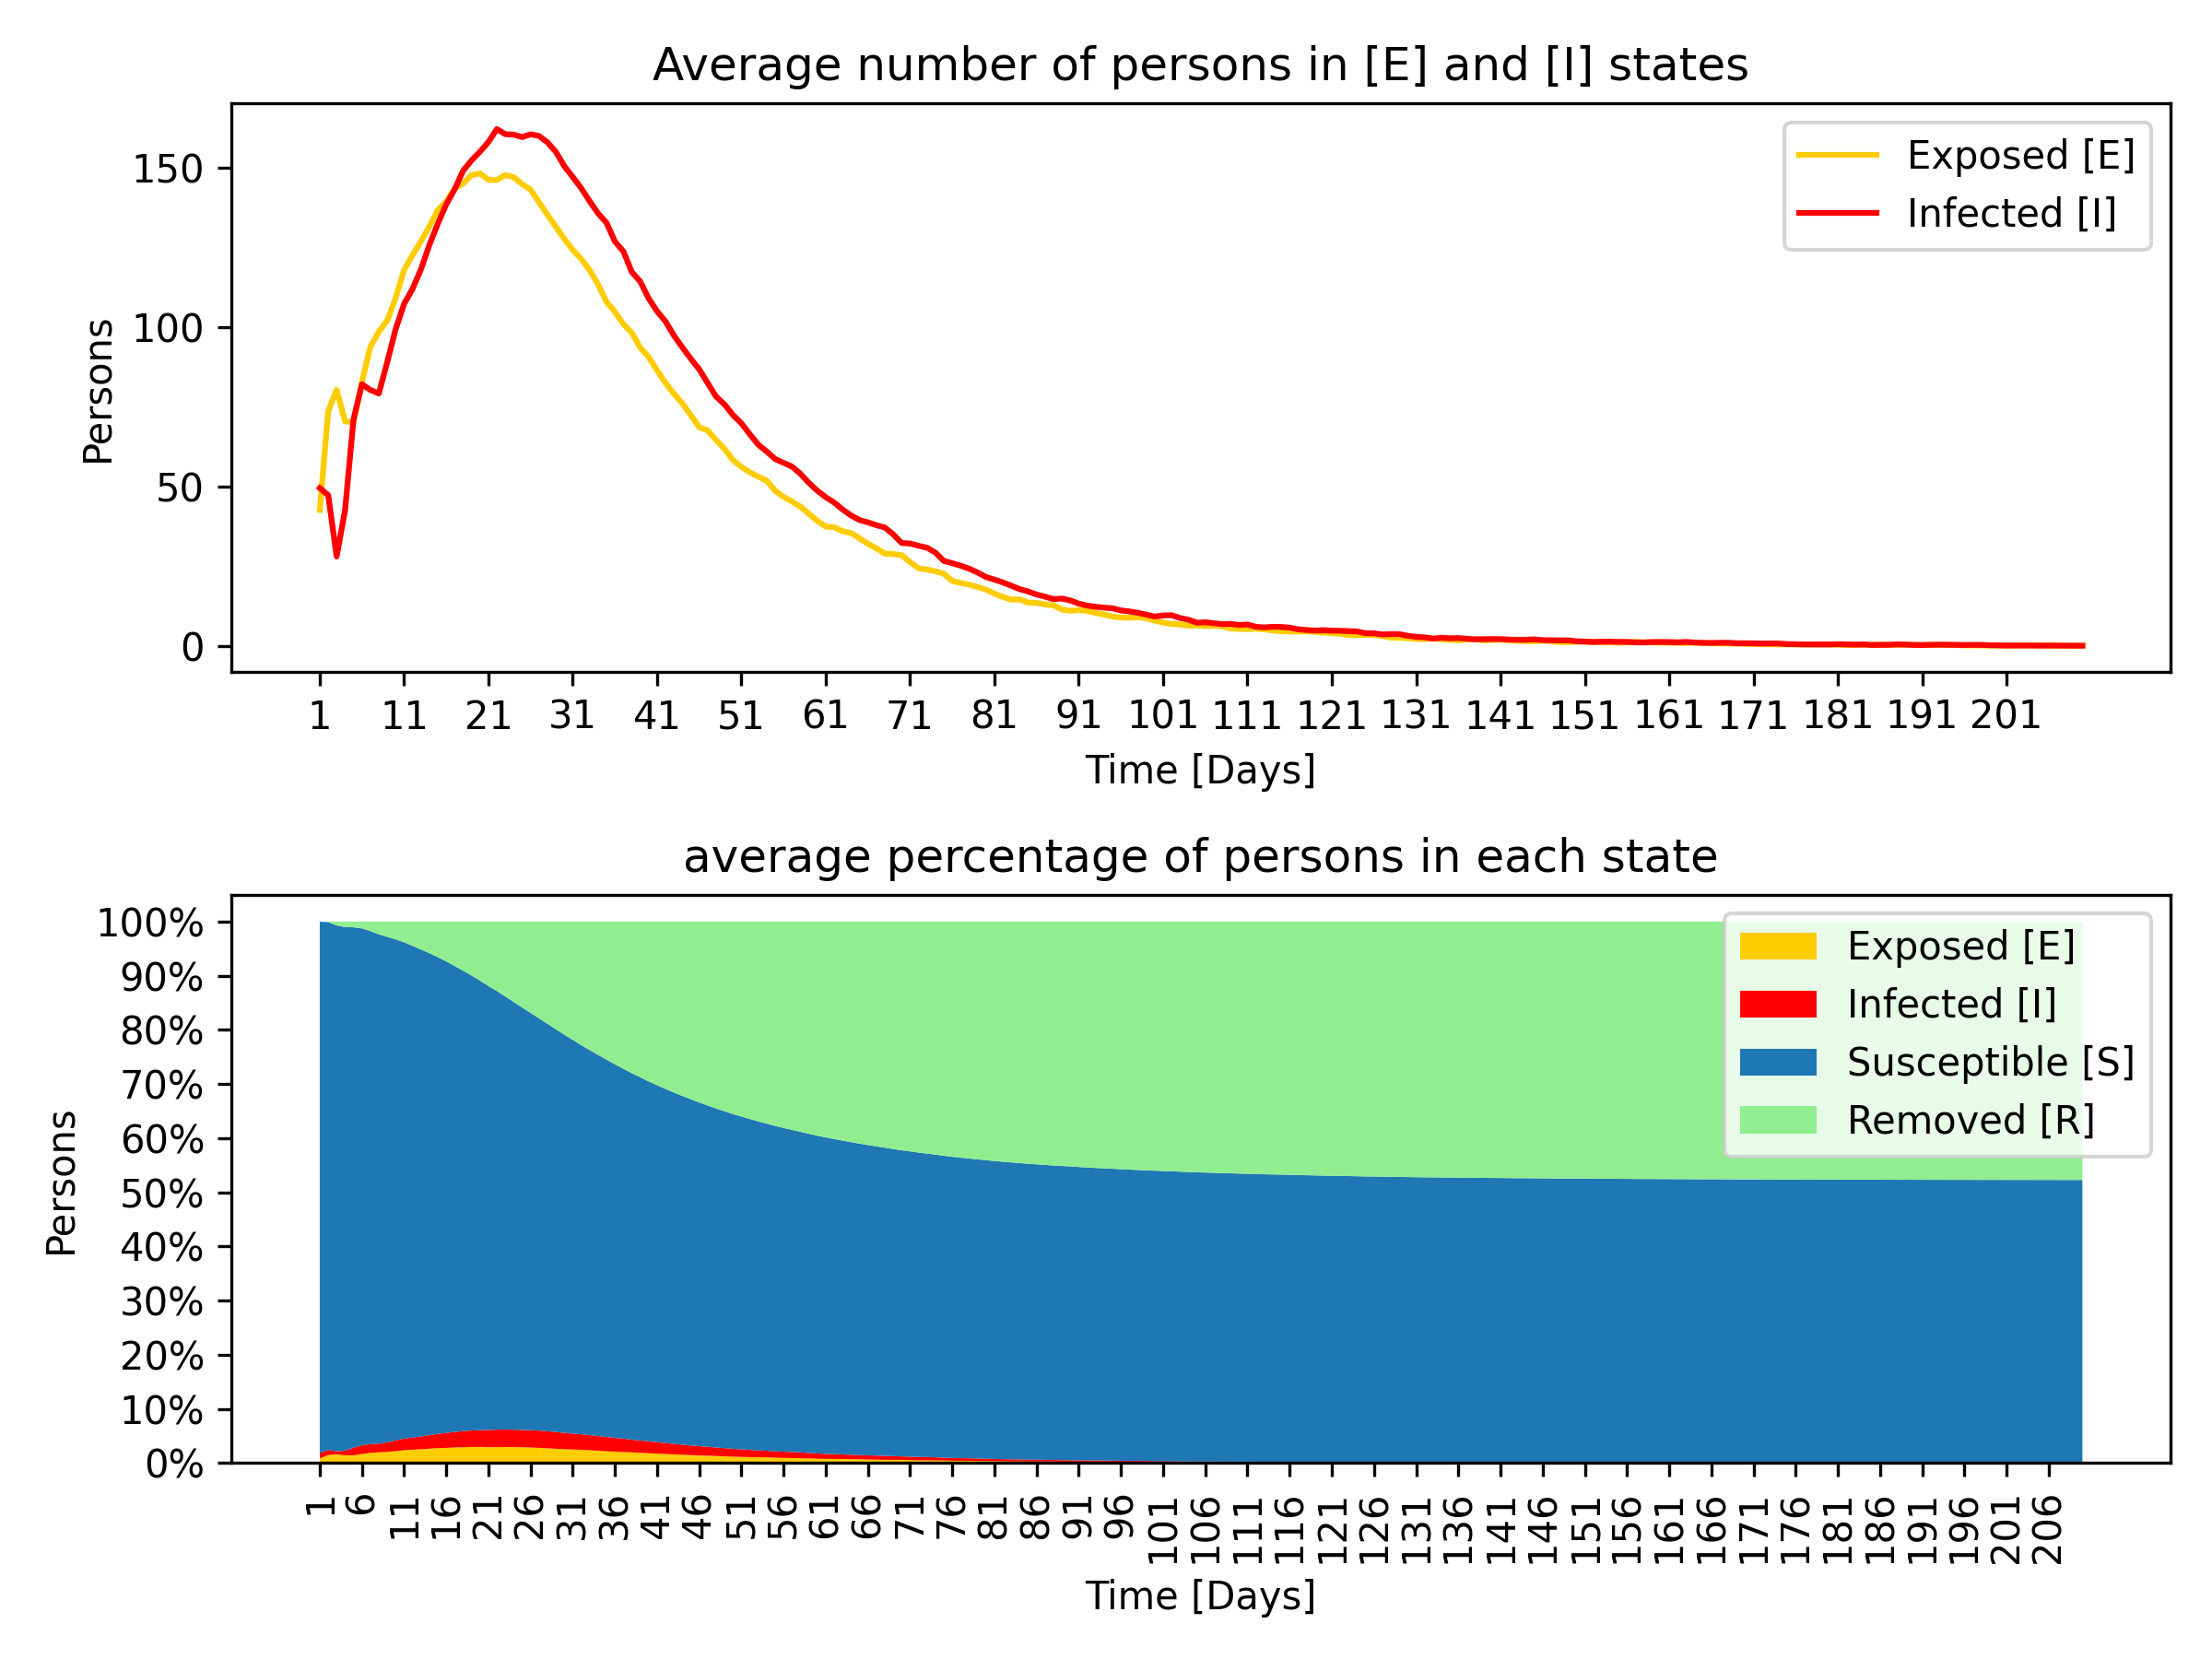 Average number of persons in [E] and [I] states
150
100
50
0
Persons
Exposed [E]
Infected [I]
1 11 21 31 41 51 61 71 81 91 101 111 121 131 141 151 161 171 181 191 201
Time [Days]
average percentage of persons in each state
100%
90%
80%
70%
60%
50%
40%
30%
20%
10%
0%
Persons
Exposed [E]
Infected [I]
Susceptible [S]
Removed [R]
1 6 11 16 21 26 31 36 41 46 51 56 61 66 71 76 81 86 91 96 101 106 111 116 121 126 131 136 141 146 151 156 161 166 171 176 181 186 191 196 201 206
Time [Days]